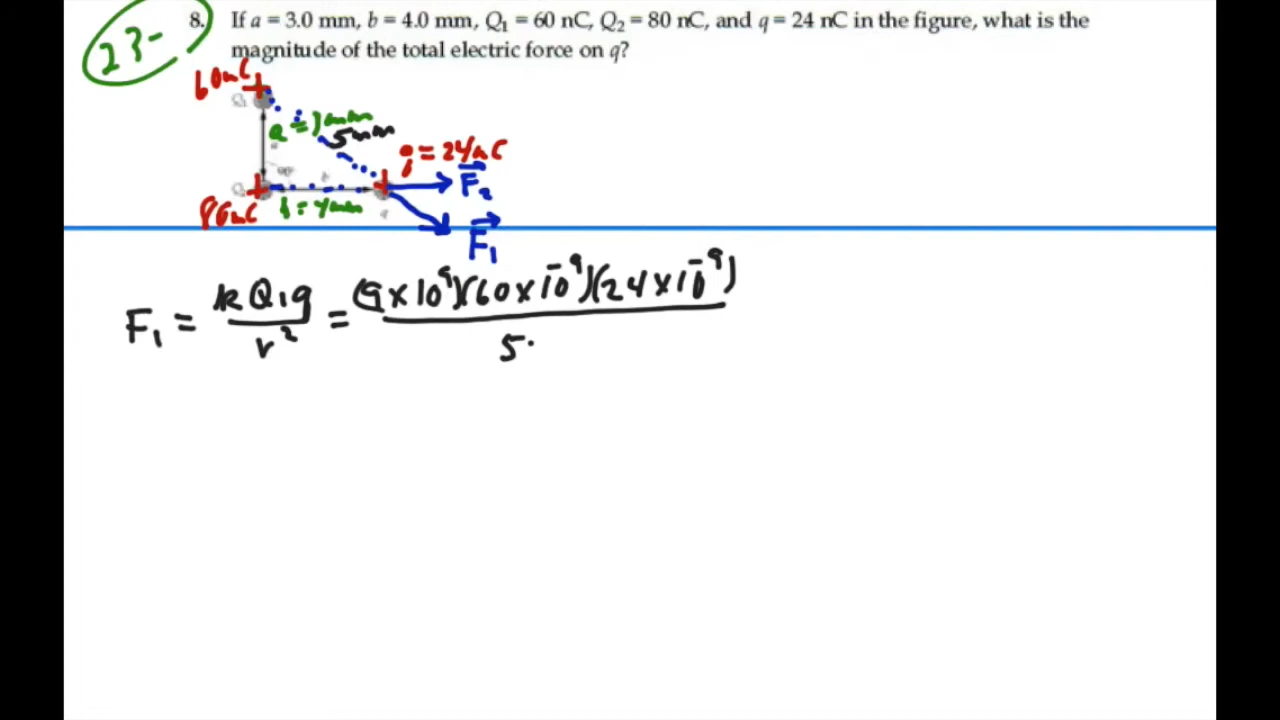 23-
8. If a = 3.0 mm, b = 4.0 mm, Q₁ = 60 nC, Q₂ = 80 nC, and q = 24 nC in the figure, what is the
magnitude of the total electric force on q?
60nC
a = 3mm
5mm
q = 24nC
F₂
80nC b = 4mm
F₁
F₁ = kQ₁q / r² = (9 x 10⁹)(60 x 10⁻⁹)(24 x 10⁻⁹) / 5.